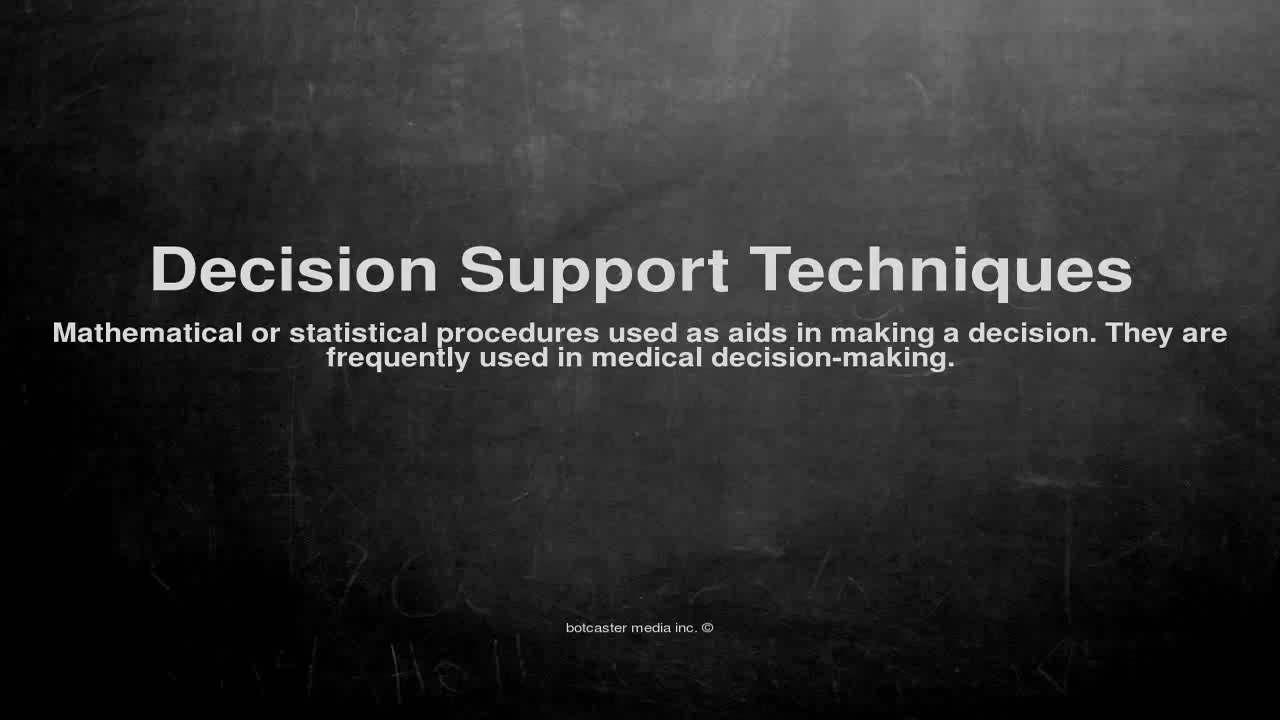 Decision Support Techniques
Mathematical or statistical procedures used as aids in making a decision. They are
frequently used in medical decision-making.
botcaster media inc. ©